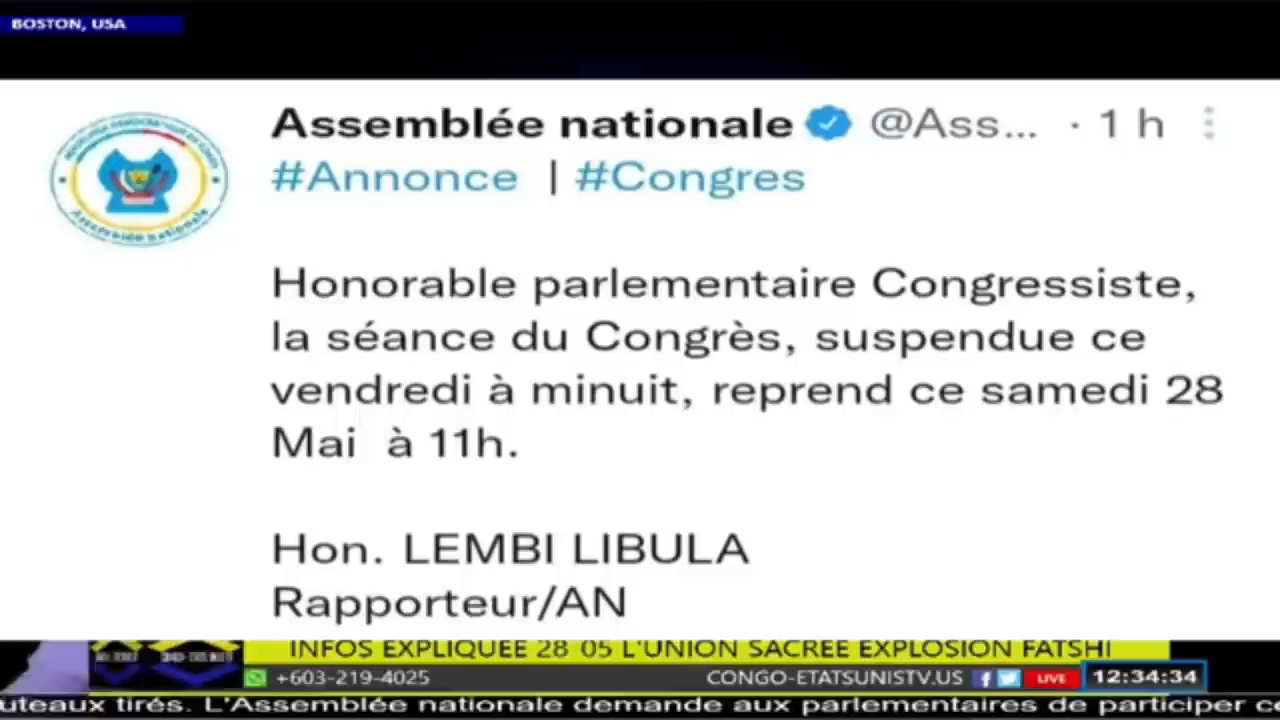 BOSTON, USA
Assemblée nationale @Ass... · 1 h
#Annonce | #Congres
Honorable parlementaire Congressiste,
la séance du Congrès, suspendue ce
vendredi à minuit, reprend ce samedi 28
Mai à 11h.
Hon. LEMBI LIBULA
Rapporteur/AN
Assemblée nationale
INFOS EXPLIQUEE 28 05 L'UNION SACREE EXPLOSION FATSHI
+603-219-4025 CONGO-ETATSUNISTV.US LIVE 12:34:34
uteaux tirés. L'Assemblée nationale demande aux parlementaires de participer